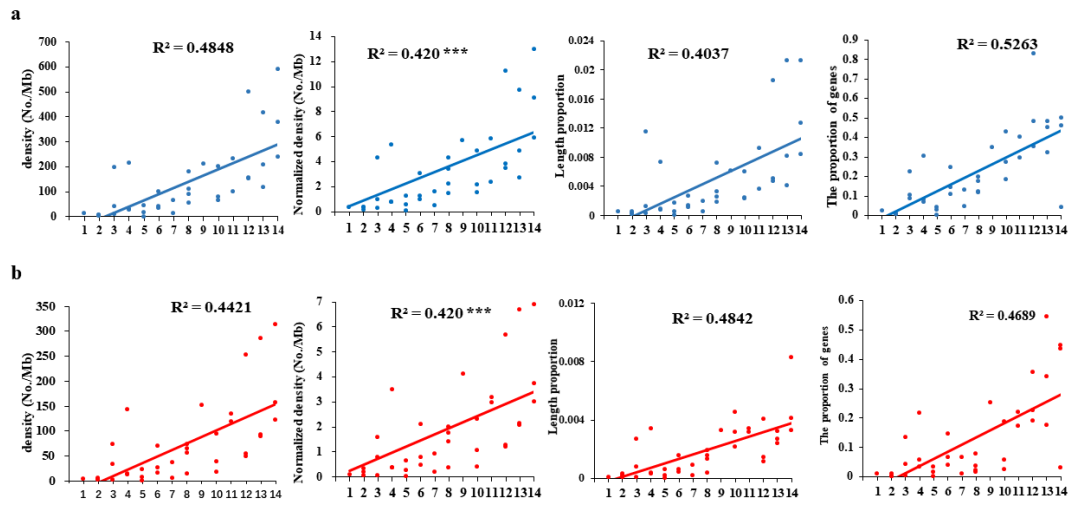 a
R² = 0.4848
density (No./Mb)
700
600
500
400
300
200
100
0
1 2 3 4 5 6 7 8 9 10 11 12 13 14
R² = 0.420 ***
Normalized density (No./Mb)
14
12
10
8
6
4
2
0
1 2 3 4 5 6 7 8 9 10 11 12 13 14
R² = 0.4037
Length proportion
0.024
0.02
0.016
0.012
0.008
0.004
0
1 2 3 4 5 6 7 8 9 10 11 12 13 14
R² = 0.5263
The proportion of genes
0.9
0.8
0.7
0.6
0.5
0.4
0.3
0.2
0.1
0
1 2 3 4 5 6 7 8 9 10 11 12 13 14
b
R² = 0.4421
density (No./Mb)
350
300
250
200
150
100
50
0
1 2 3 4 5 6 7 8 9 10 11 12 13 14
R² = 0.420 ***
Normalized density (No./Mb)
7
6
5
4
3
2
1
0
1 2 3 4 5 6 7 8 9 10 11 12 13 14
R² = 0.4842
Length proportion
0.012
0.008
0.004
0
1 2 3 4 5 6 7 8 9 10 11 12 13 14
R² = 0.4689
The proportion of genes
0.6
0.5
0.4
0.3
0.2
0.1
0
1 2 3 4 5 6 7 8 9 10 11 12 13 14